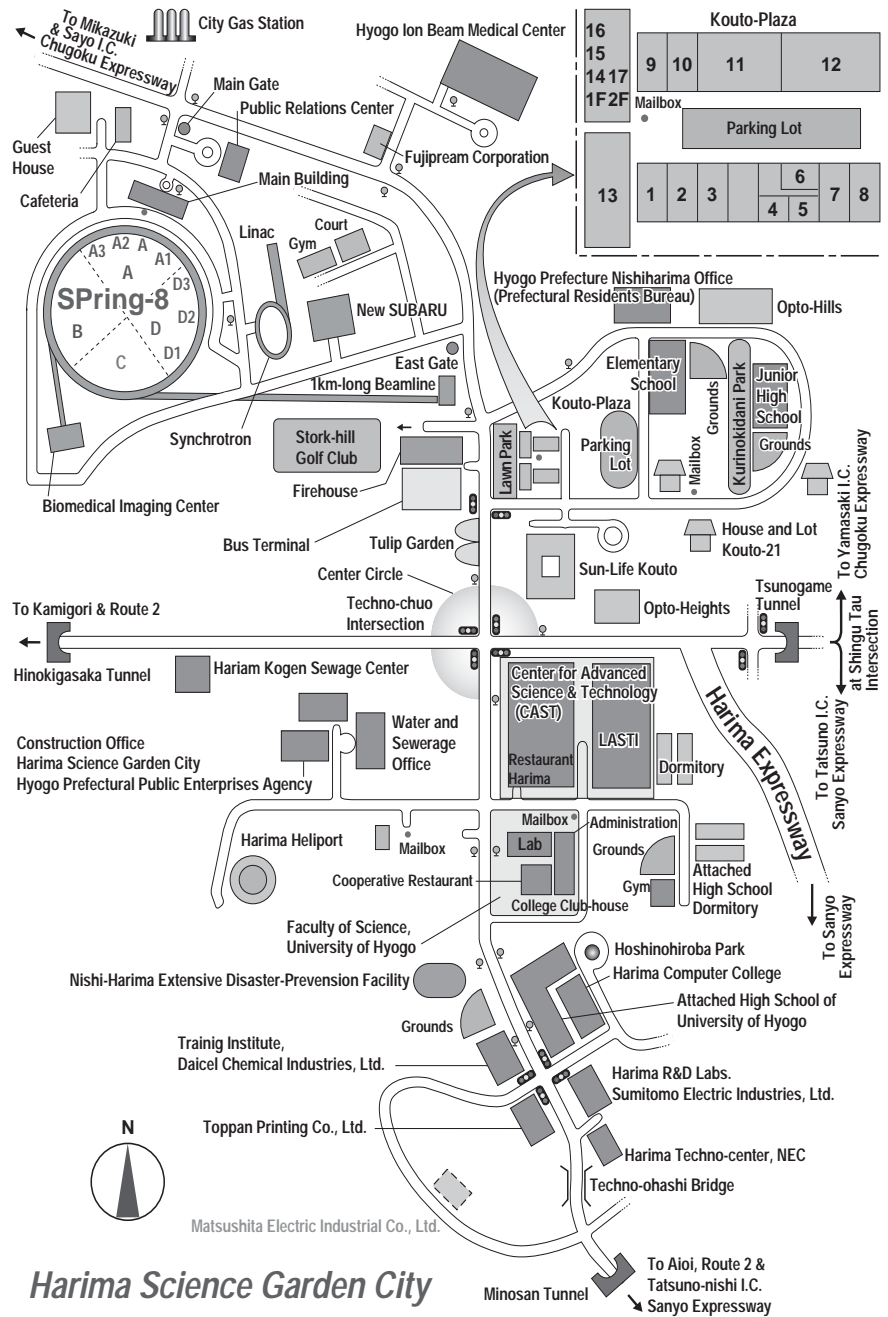 To Mikazuki
& Sayo I.C.
Chugoku Expressway
City Gas Station
Hyogo Ion Beam Medical Center
Kouto-Plaza
16
15
14 17
1F 2F
9
10
11
12
Mailbox
Parking Lot
13
1
2
3
4
5
6
7
8
Main Gate
Public Relations Center
Guest
House
Cafeteria
Fujipream Corporation
Main Building
Linac
Court
Gym
A3
A2
A
A1
A
D3
SPring-8
D2
B
D
D1
C
New SUBARU
Hyogo Prefecture Nishiharima Office
(Prefectural Residents Bureau)
Opto-Hills
East Gate
1km-long Beamline
Elementary
School
Grounds
Kurinokidani Park
Junior
High
School
Grounds
Synchrotron
Stork-hill
Golf Club
Kouto-Plaza
Lawn Park
Parking
Lot
Mailbox
Firehouse
Biomedical Imaging Center
Bus Terminal
Tulip Garden
House and Lot
Kouto-21
To Yamasaki I.C.
Chugoku Expressway
Center Circle
Sun-Life Kouto
Tsunogame
Tunnel
To Kamigori & Route 2
Techno-chuo
Intersection
Opto-Heights
at Shingu Tau
Intersection
Hinokigasaka Tunnel
Hariam Kogen Sewage Center
Center for Advanced
Science & Technology
(CAST)
LASTI
Harima Expressway
To Tatsuno I.C.
Sanyo Expressway
Water and
Sewerage
Office
Construction Office
Harima Science Garden City
Hyogo Prefectural Public Enterprises Agency
Restaurant
Harima
Dormitory
Harima Heliport
Mailbox
Mailbox
Administration
Lab
Grounds
Cooperative Restaurant
Gym
Attached
High School
Dormitory
College Club-house
To Sanyo
Expressway
Faculty of Science,
University of Hyogo
Hoshinohiroba Park
Nishi-Harima Extensive Disaster-Prevention Facility
Harima Computer College
Grounds
Attached High School of
University of Hyogo
Trainig Institute,
Daicel Chemical Industries, Ltd.
Harima R&D Labs.
Sumitomo Electric Industries, Ltd.
Toppan Printing Co., Ltd.
N
Harima Techno-center, NEC
Techno-ohashi Bridge
Matsushita Electric Industrial Co., Ltd.
Harima Science Garden City
Minosan Tunnel
To Aioi, Route 2 &
Tatsuno-nishi I.C.
Sanyo Expressway